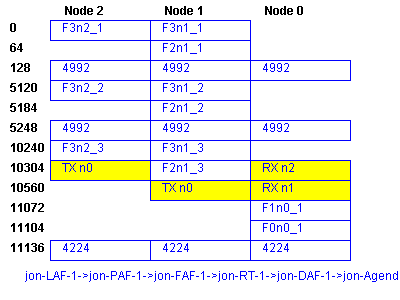 Node 2 Node 1 Node 0
0 F3n2_1 F3n1_1
64 F2n1_1
128 4992 4992 4992
5120 F3n2_2 F3n1_2
5184 F2n1_2
5248 4992 4992 4992
10240 F3n2_3 F3n1_3
10304 TX n0 F2n1_3 RX n2
10560 TX n0 RX n1
11072 F1n0_1
11104 F0n0_1
11136 4224 4224 4224
jon-LAF-1->jon-PAF-1->jon-FAF-1->jon-RT-1->jon-DAF-1->jon-Agend